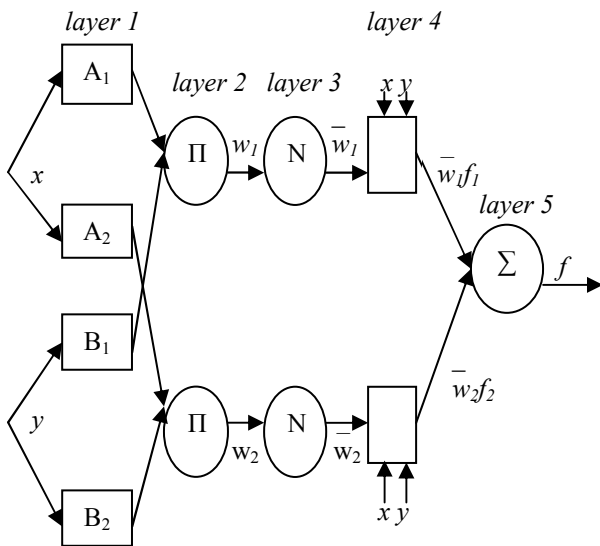 layer 1
layer 4
A₁
layer 2
layer 3
x y
Π
w₁
N
w̅₁
x
w̅₁f₁
layer 5
A₂
Σ
f
B₁
w̅₂f₂
y
Π
w₂
N
w̅₂
B₂
x y